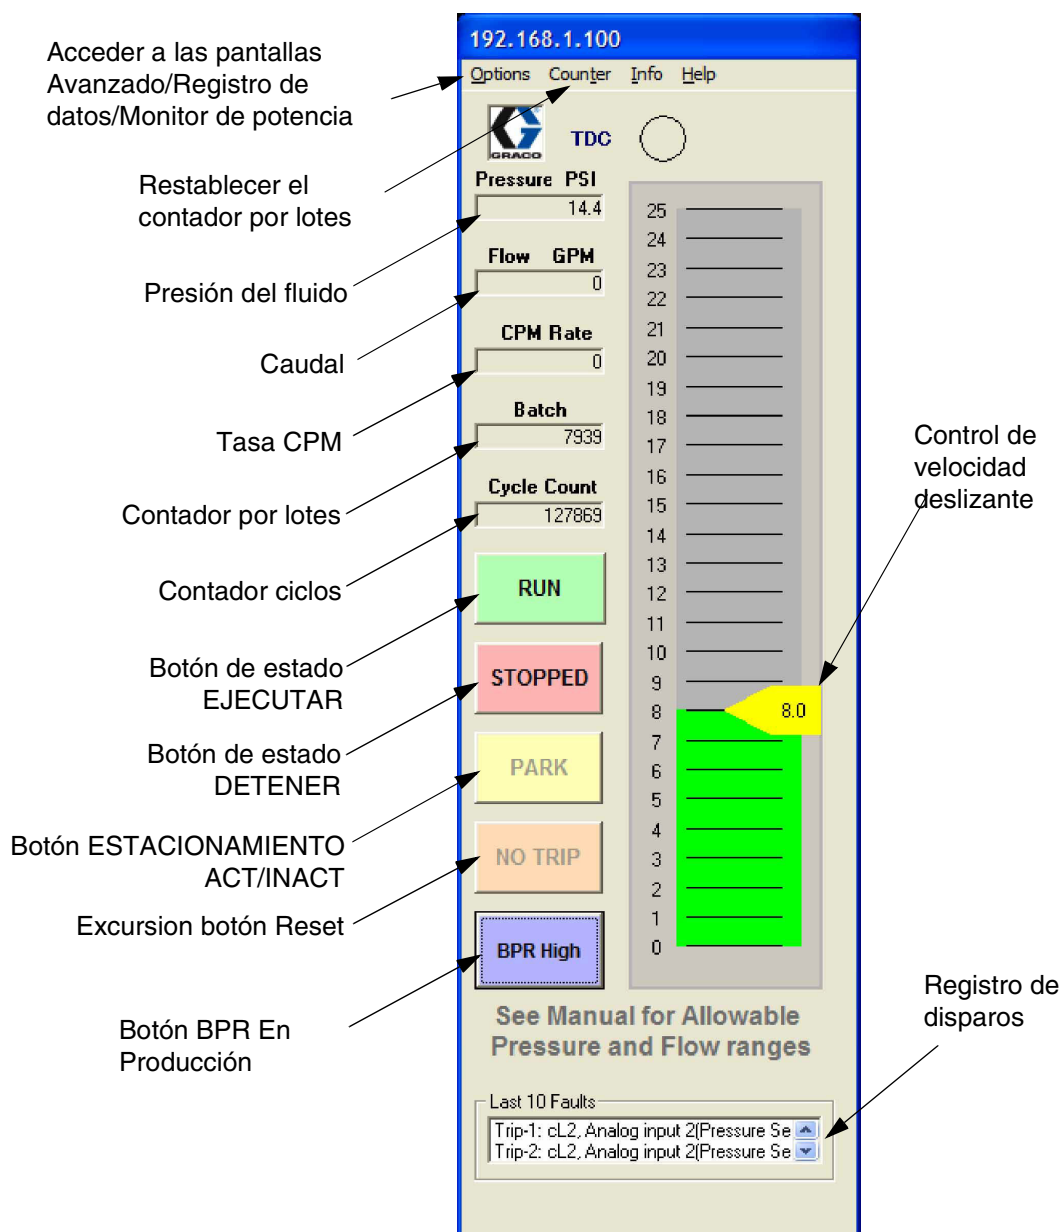 192.168.1.100
Options Counter Info Help
Acceder a las pantallas
Avanzado/Registro de
datos/Monitor de potencia
GRACO
TDC
Restablecer el
contador por lotes
Pressure PSI
14.4
Presión del fluido
Flow GPM
0
Caudal
CPM Rate
0
Tasa CPM
Batch
7939
Contador por lotes
Cycle Count
127869
Contador ciclos
RUN
Botón de estado
EJECUTAR
STOPPED
Botón de estado
DETENER
PARK
Botón ESTACIONAMIENTO
ACT/INACT
NO TRIP
Excursion botón Reset
BPR High
Botón BPR En
Producción
25
24
23
22
21
20
19
18
17
16
15
14
13
12
11
10
9
8
7
6
5
4
3
2
1
0
8.0
Control de
velocidad
deslizante
See Manual for Allowable
Pressure and Flow ranges
Registro de
disparos
Last 10 Faults
Trip-1: cL2, Analog input 2(Pressure Se
Trip-2: cL2, Analog input 2(Pressure Se